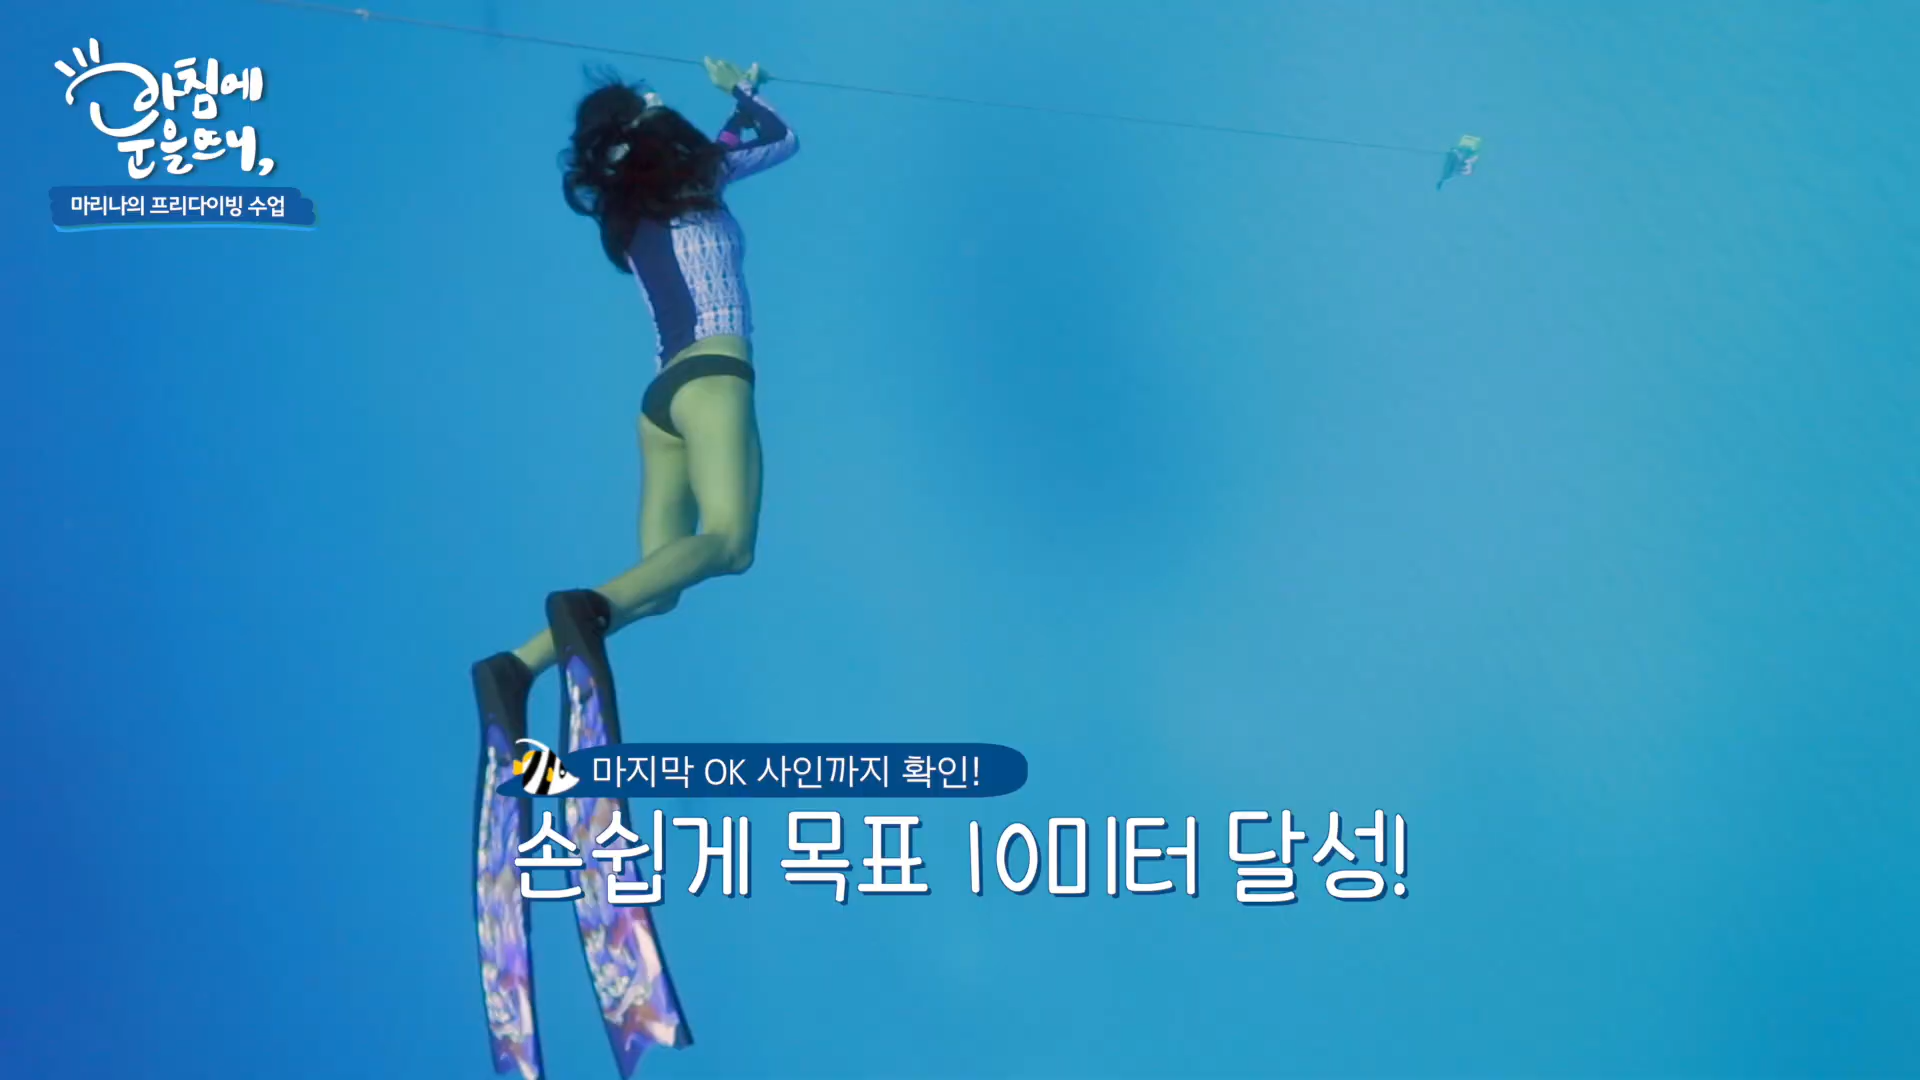 아침에
눈을뜨니,
마리나의 프리다이빙 수업
마지막 OK 사인까지 확인!
손쉽게 목표 10미터 달성!